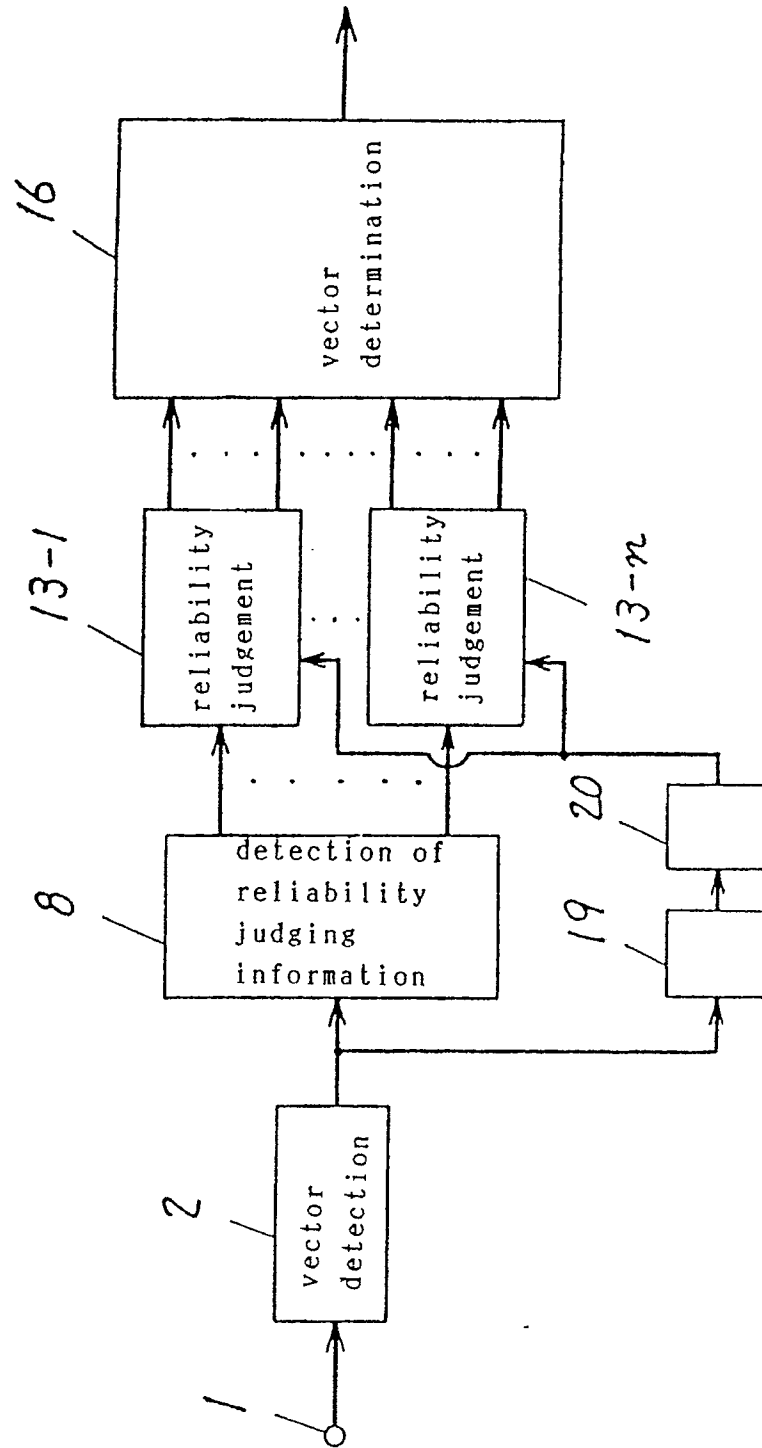 1
2
vector
detection
8
detection of
reliability
judging
information
13-1
reliability
judgement
reliability
judgement
13-n
16
vector
determination
19
20